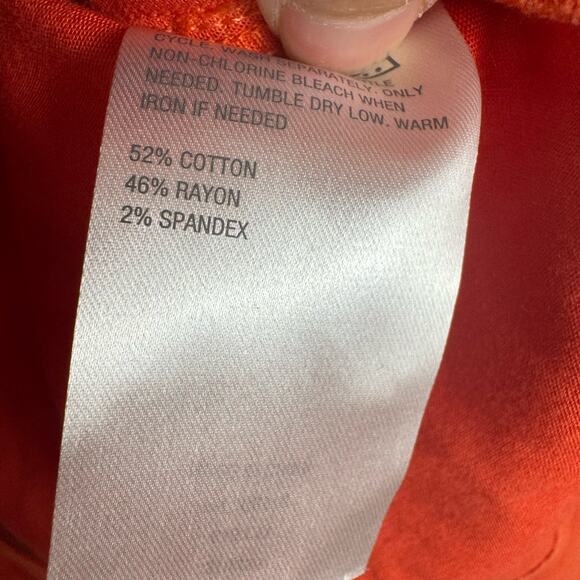 CYCLE. WASH SEPARATELY. ONLY
NON-CHLORINE BLEACH WHEN
NEEDED. TUMBLE DRY LOW. WARM
IRON IF NEEDED
52% COTTON
46% RAYON
2% SPANDEX